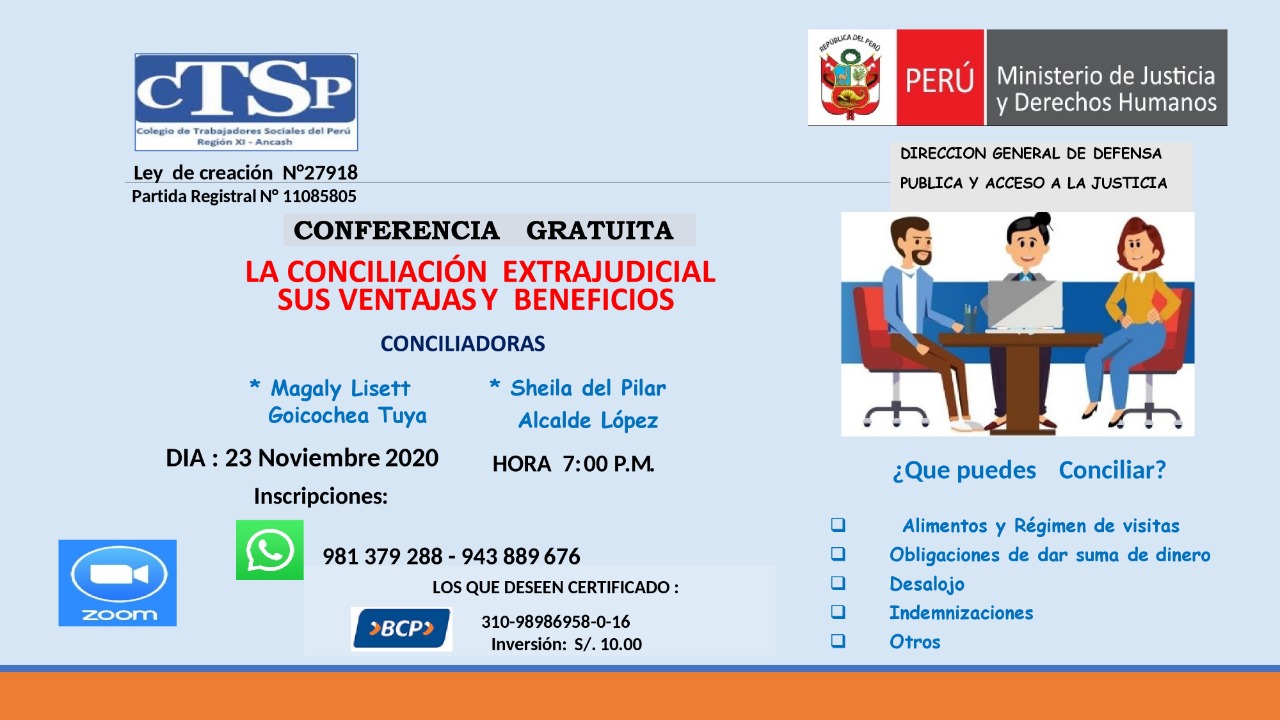 cTSp
Colegio de Trabajadores Sociales del Perú
Región XI - Ancash
Ley de creación N°27918
Partida Registral N° 11085805
REPÚBLICA DEL PERÚ
PERÚ
Ministerio de Justicia
y Derechos Humanos
DIRECCION GENERAL DE DEFENSA
PUBLICA Y ACCESO A LA JUSTICIA
CONFERENCIA GRATUITA
LA CONCILIACIÓN EXTRAJUDICIAL
SUS VENTAJAS Y BENEFICIOS
CONCILIADORAS
* Magaly Lisett
Goicochea Tuya
* Sheila del Pilar
Alcalde López
DIA : 23 Noviembre 2020
HORA 7:00 P.M.
Inscripciones:
981 379 288 - 943 889 676
zoom
LOS QUE DESEEN CERTIFICADO :
BCP
310-98986958-0-16
Inversión: S/. 10.00
¿Que puedes Conciliar?
❑ Alimentos y Régimen de visitas
❑ Obligaciones de dar suma de dinero
❑ Desalojo
❑ Indemnizaciones
❑ Otros